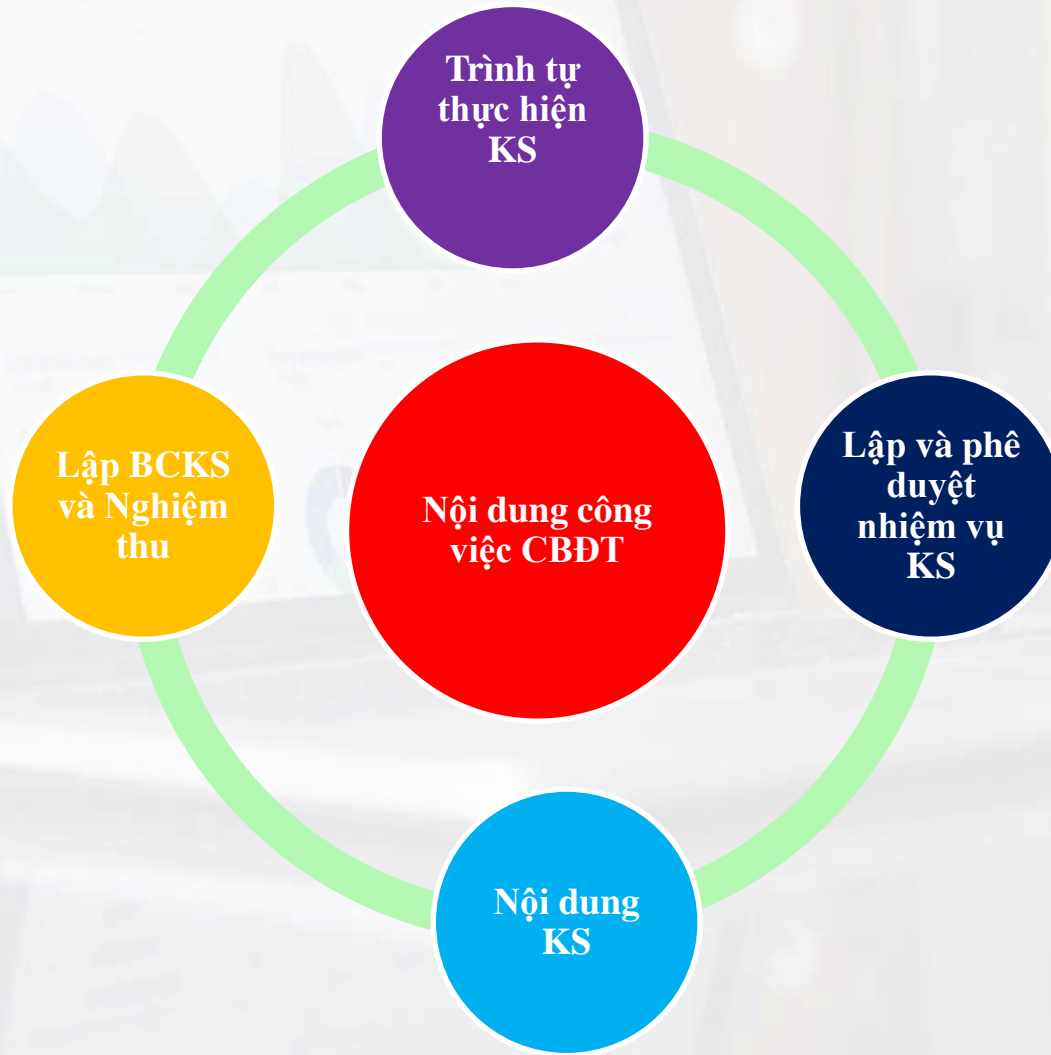 Trình tự
thực hiện
KS
Lập BCKS
và Nghiệm
thu
Nội dung công
việc CBĐT
Lập và phê
duyệt
nhiệm vụ
KS
Nội dung
KS